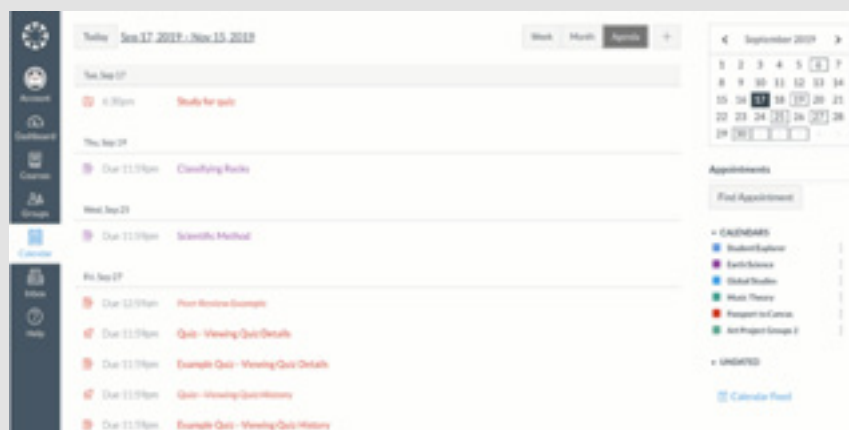 Today Sep 17, 2019 - Nov 15, 2019 Week Month Agenda +
Tue, Sep 17
6:30pm Study for quiz
Thu, Sep 19
Due 11:59pm Classifying Rocks
Wed, Sep 25
Due 11:59pm Scientific Method
Fri, Sep 27
Due 12:59am Peer Review Example
Due 11:59pm Quiz - Viewing Quiz Details
Due 11:59pm Example Quiz - Viewing Quiz Details
Due 11:59pm Quiz - Viewing Quiz History
Due 11:59pm Example Quiz - Viewing Quiz History
Account
Dashboard
Courses
Groups
Calendar
Inbox
Help
September 2019
1 2 3 4 5 6 7
8 9 10 11 12 13 14
15 16 17 18 19 20 21
22 23 24 25 26 27 28
29 30
Appointments
Find Appointment
CALENDARS
Student Explorer
Earth Science
Global Studies
Music Theory
Passport to Canvas
Art Project Groups 2
UNDATED
Calendar Feed